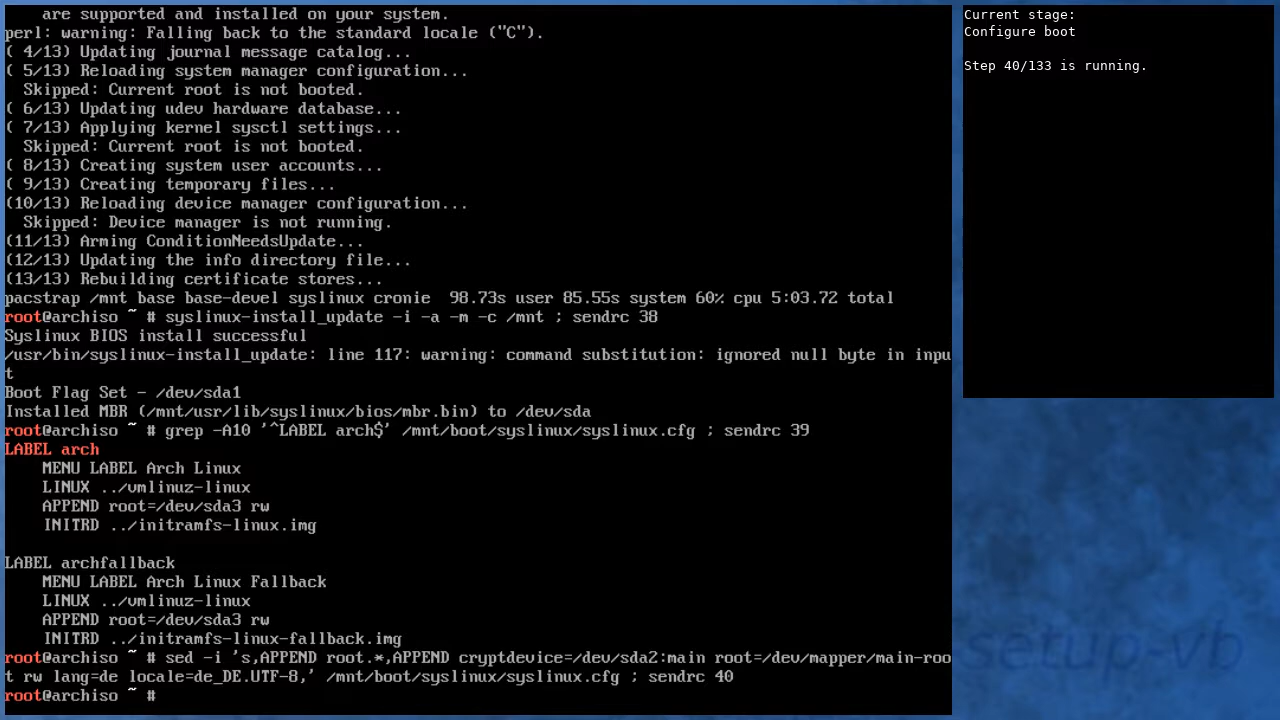 are supported and installed on your system.
perl: warning: Falling back to the standard locale ("C").
( 4/13) Updating journal message catalog...
( 5/13) Reloading system manager configuration...
  Skipped: Current root is not booted.
( 6/13) Updating udev hardware database...
( 7/13) Applying kernel sysctl settings...
  Skipped: Current root is not booted.
( 8/13) Creating system user accounts...
( 9/13) Creating temporary files...
(10/13) Reloading device manager configuration...
  Skipped: Device manager is not running.
(11/13) Arming ConditionNeedsUpdate...
(12/13) Updating the info directory file...
(13/13) Rebuilding certificate stores...
pacstrap /mnt base base-devel syslinux cronie  98.73s user 85.55s system 60% cpu 5:03.72 total
root@archiso ~ # syslinux-install_update -i -a -m -c /mnt ; sendrc 38
Syslinux BIOS install successful
/usr/bin/syslinux-install_update: line 117: warning: command substitution: ignored null byte in inpu
t
Boot Flag Set - /dev/sda1
Installed MBR (/mnt/usr/lib/syslinux/bios/mbr.bin) to /dev/sda
root@archiso ~ # grep -A10 '^LABEL arch$' /mnt/boot/syslinux/syslinux.cfg ; sendrc 39
LABEL arch
    MENU LABEL Arch Linux
    LINUX ../vmlinuz-linux
    APPEND root=/dev/sda3 rw
    INITRD ../initramfs-linux.img

LABEL archfallback
    MENU LABEL Arch Linux Fallback
    LINUX ../vmlinuz-linux
    APPEND root=/dev/sda3 rw
    INITRD ../initramfs-linux-fallback.img
root@archiso ~ # sed -i 's,APPEND root.*,APPEND cryptdevice=/dev/sda2:main root=/dev/mapper/main-roo
t rw lang=de locale=de_DE.UTF-8,' /mnt/boot/syslinux/syslinux.cfg ; sendrc 40
root@archiso ~ #
Current stage:
Configure boot

Step 40/133 is running.
setup-vb